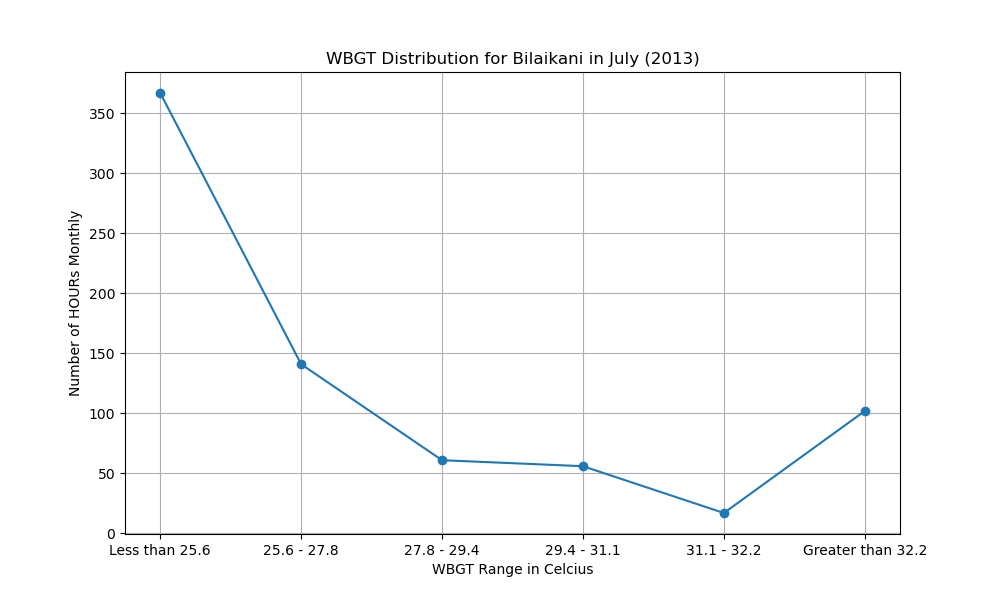 WBGT Distribution for Bilaikani in July (2013)
Number of HOURs Monthly
350
300
250
200
150
100
50
0
Less than 25.6
25.6 - 27.8
27.8 - 29.4
29.4 - 31.1
31.1 - 32.2
Greater than 32.2
WBGT Range in Celcius